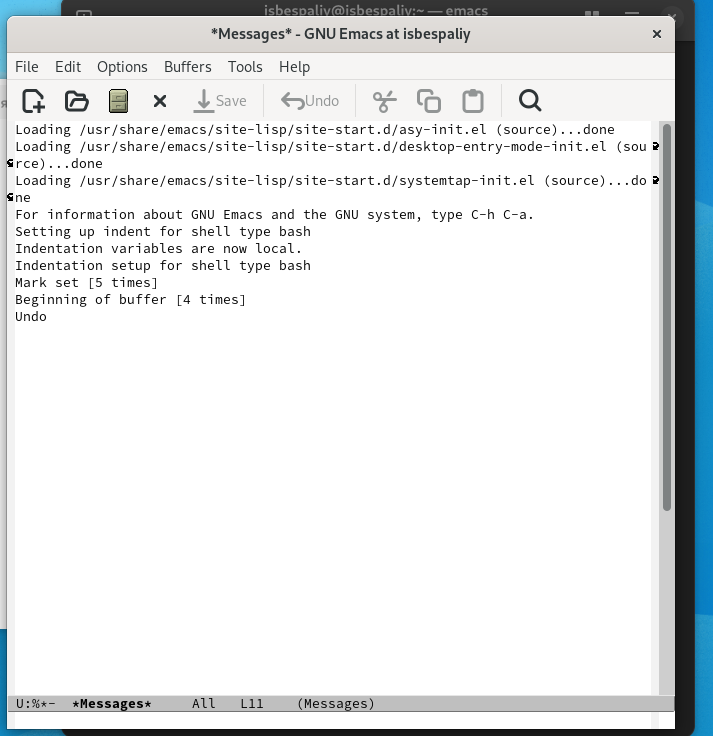 isbespaliy@isbespaliy:~ — emacs
*Messages* - GNU Emacs at isbespaliy
File Edit Options Buffers Tools Help
Save Undo
Loading /usr/share/emacs/site-lisp/site-start.d/asy-init.el (source)...done
Loading /usr/share/emacs/site-lisp/site-start.d/desktop-entry-mode-init.el (sou
rce)...done
Loading /usr/share/emacs/site-lisp/site-start.d/systemtap-init.el (source)...do
ne
For information about GNU Emacs and the GNU system, type C-h C-a.
Setting up indent for shell type bash
Indentation variables are now local.
Indentation setup for shell type bash
Mark set [5 times]
Beginning of buffer [4 times]
Undo
U:%*- *Messages* All L11 (Messages)